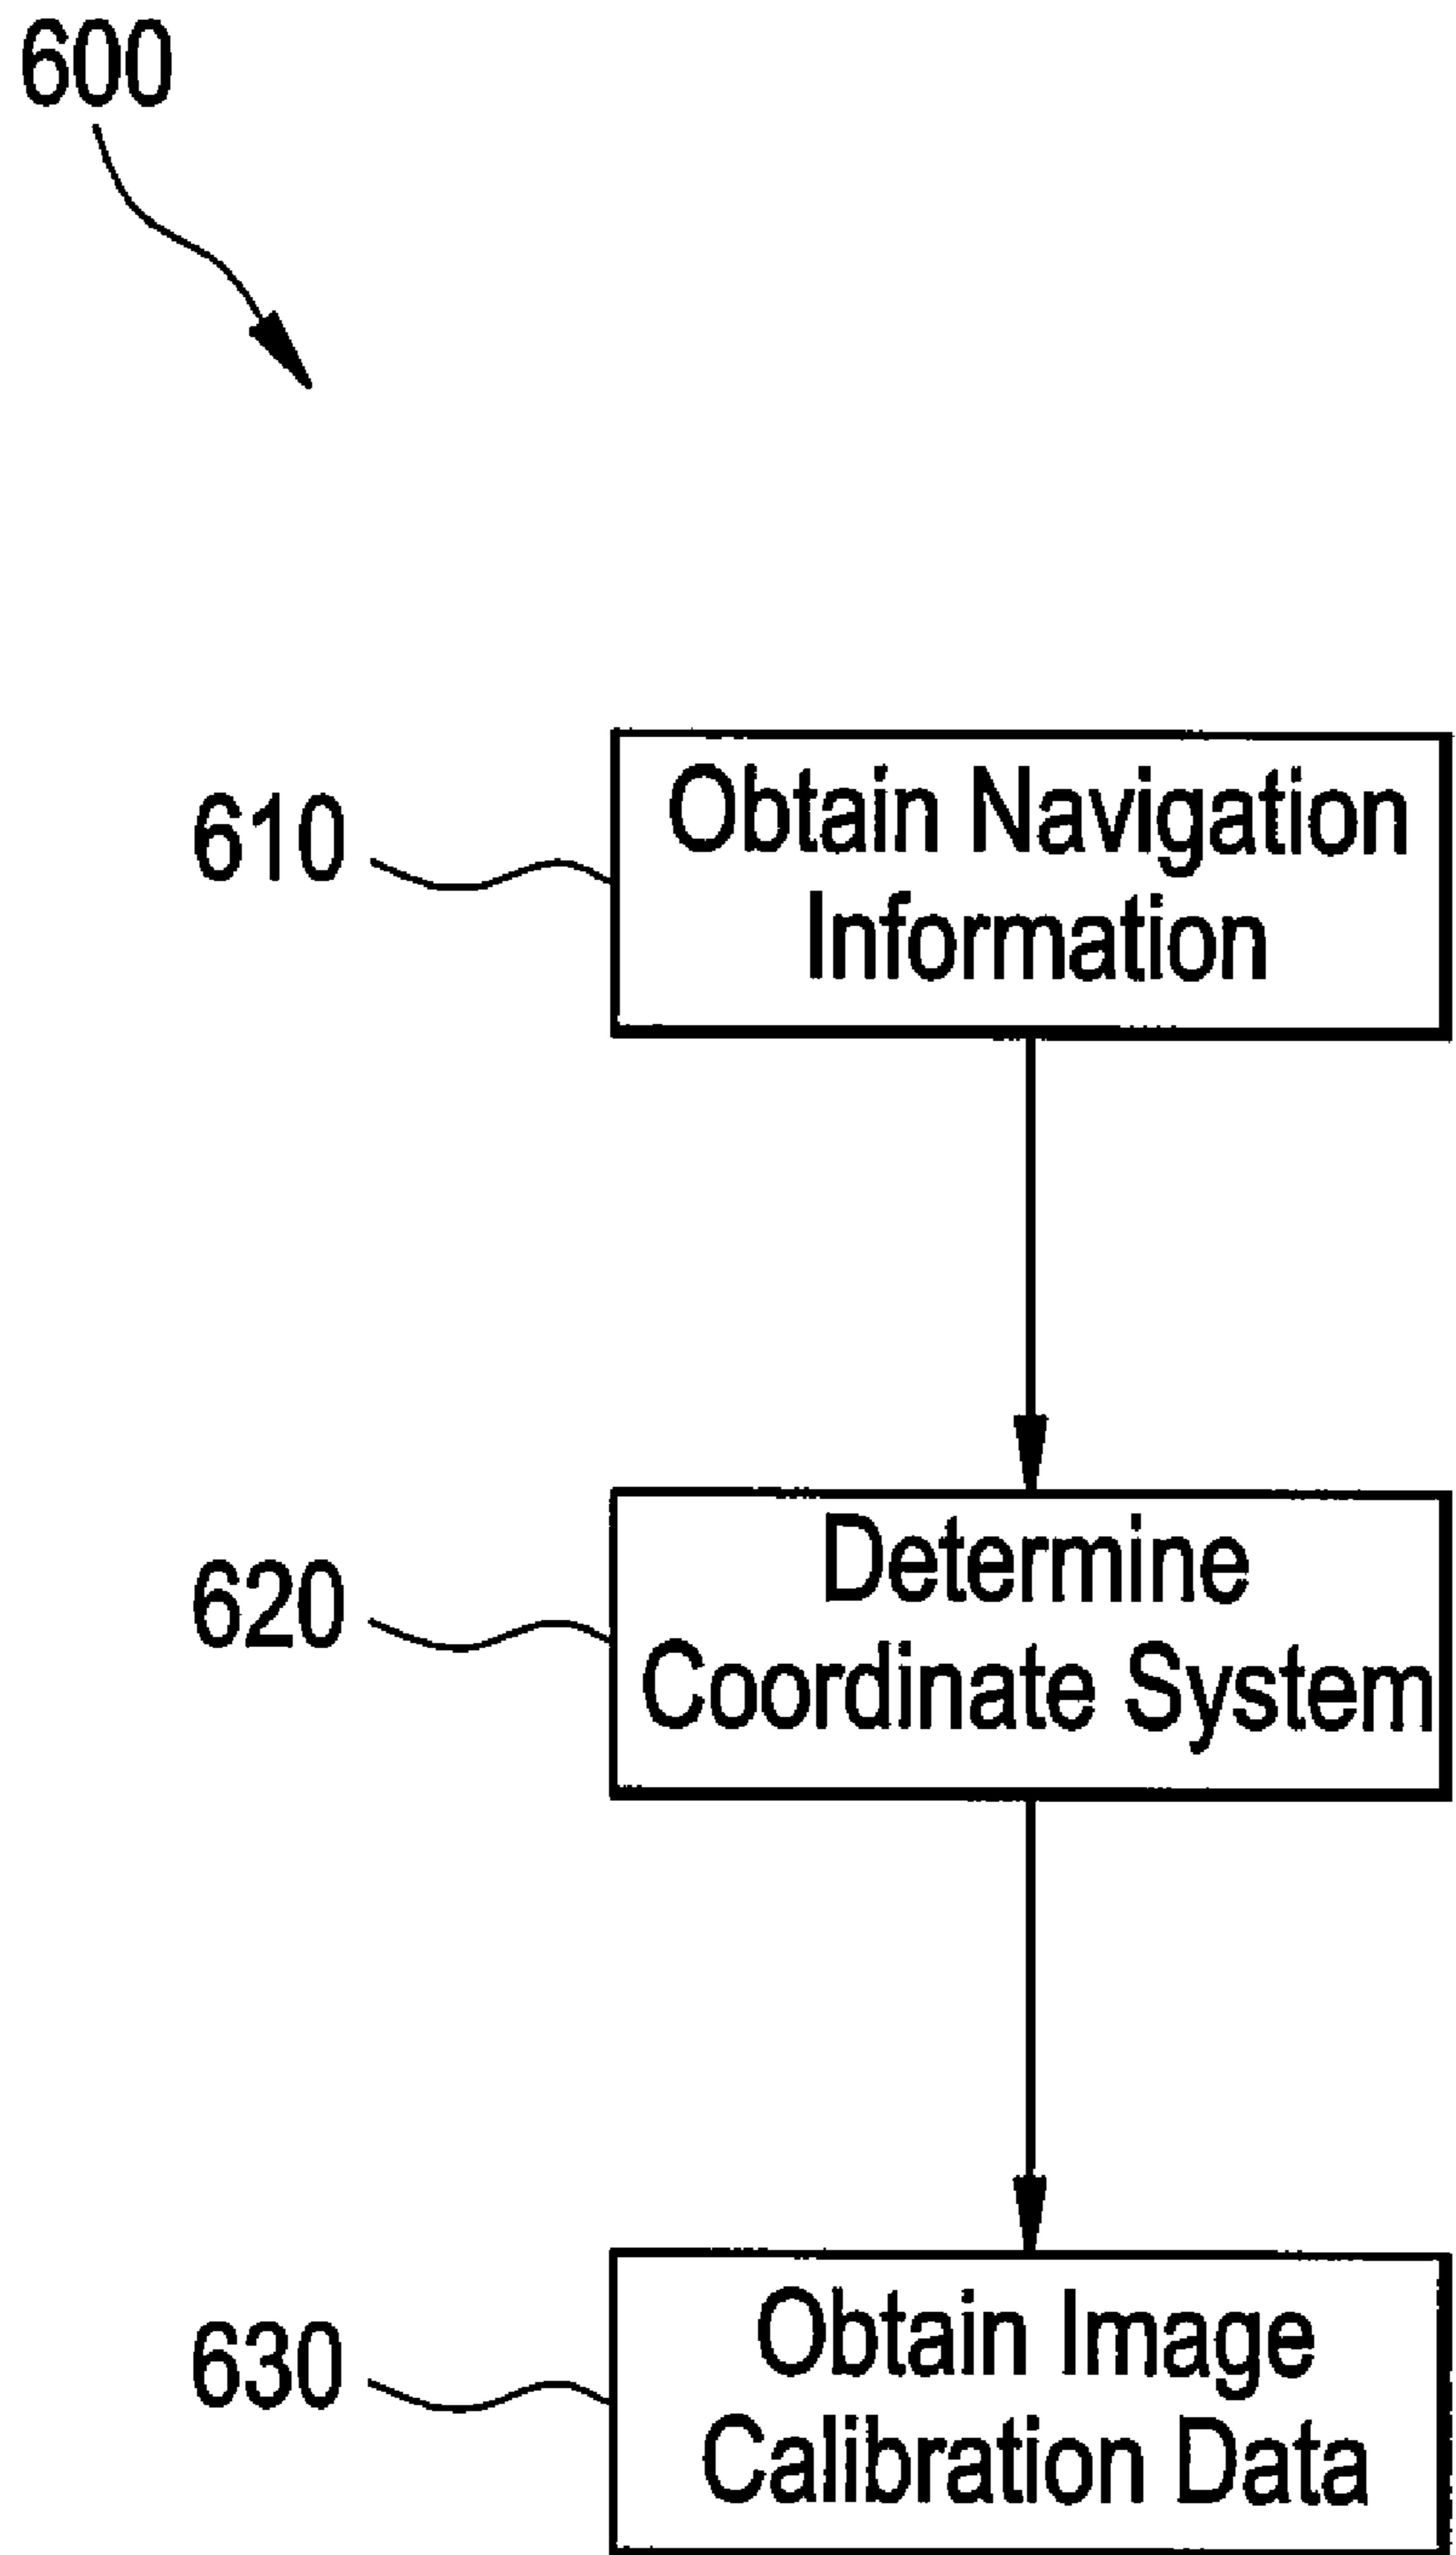 600
610
Obtain Navigation
Information
620
Determine
Coordinate System
630
Obtain Image
Calibration Data